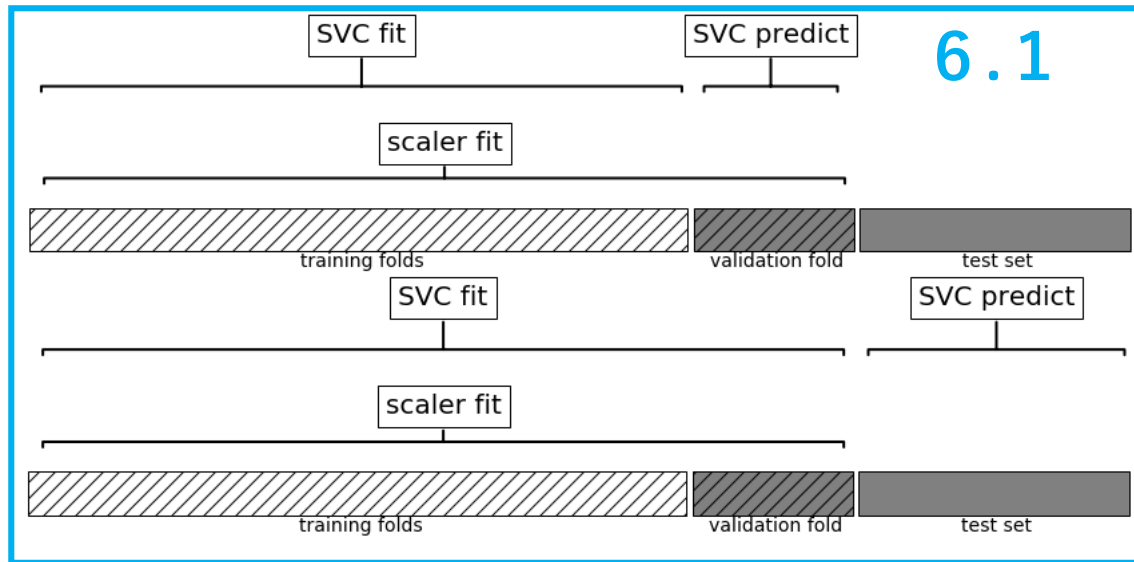 SVC fit
SVC predict
6.1
scaler fit
training folds
validation fold
test set
SVC fit
SVC predict
scaler fit
training folds
validation fold
test set